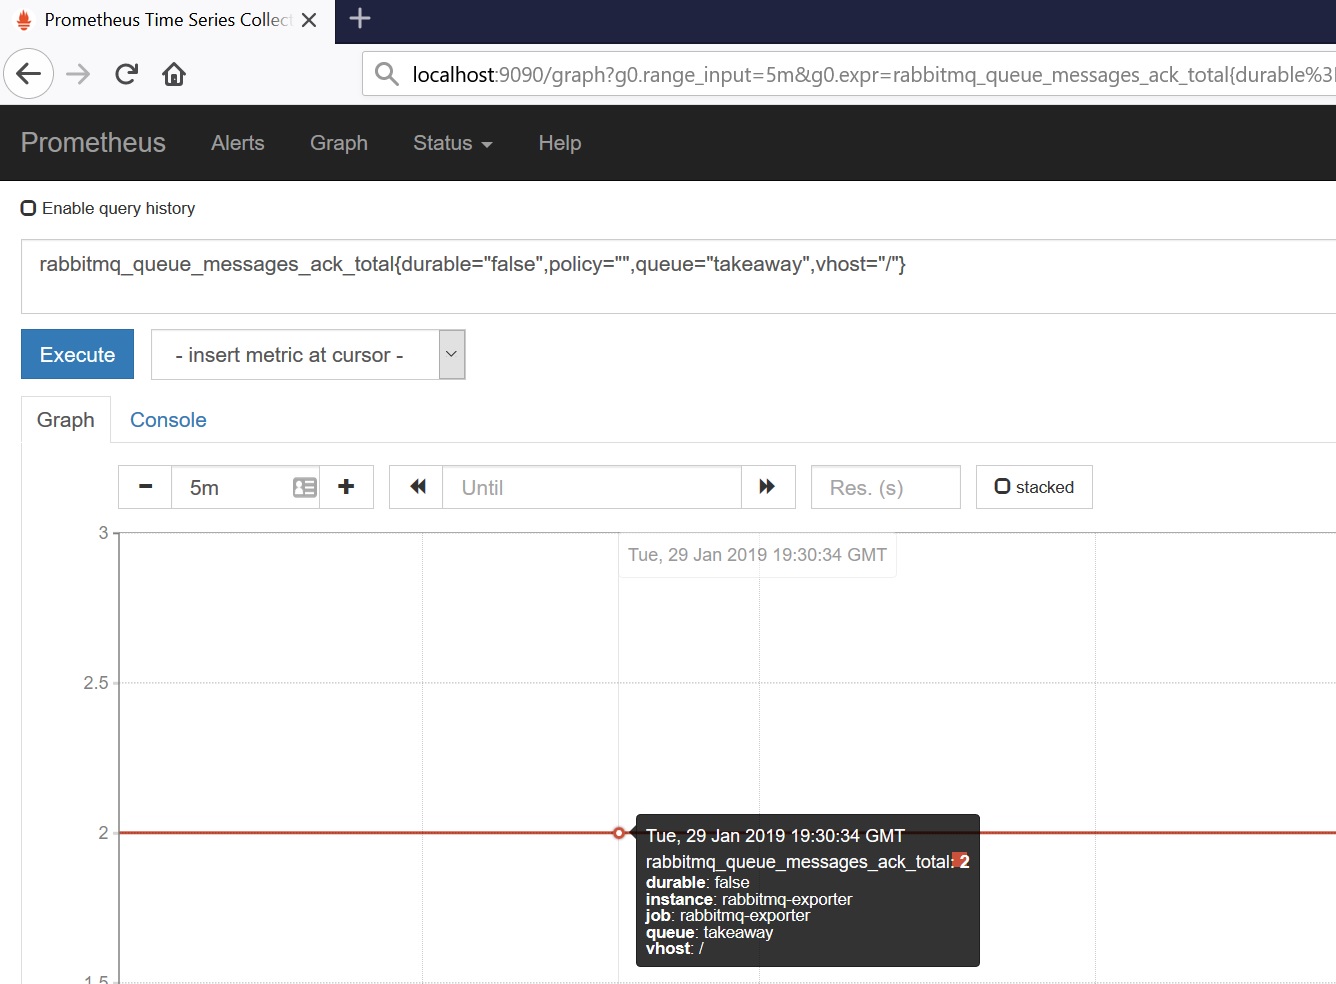 Prometheus Time Series Collec
localhost:9090/graph?g0.range_input=5m&g0.expr=rabbitmq_queue_messages_ack_total{durable%3
Prometheus Alerts Graph Status Help
Enable query history
rabbitmq_queue_messages_ack_total{durable="false",policy="",queue="takeaway",vhost="/"}
Execute - insert metric at cursor -
Graph Console
− 5m + Until Res. (s) stacked
3
Tue, 29 Jan 2019 19:30:34 GMT
2.5
2
Tue, 29 Jan 2019 19:30:34 GMT
rabbitmq_queue_messages_ack_total: 2
durable: false
instance: rabbitmq-exporter
job: rabbitmq-exporter
queue: takeaway
vhost: /
1.5